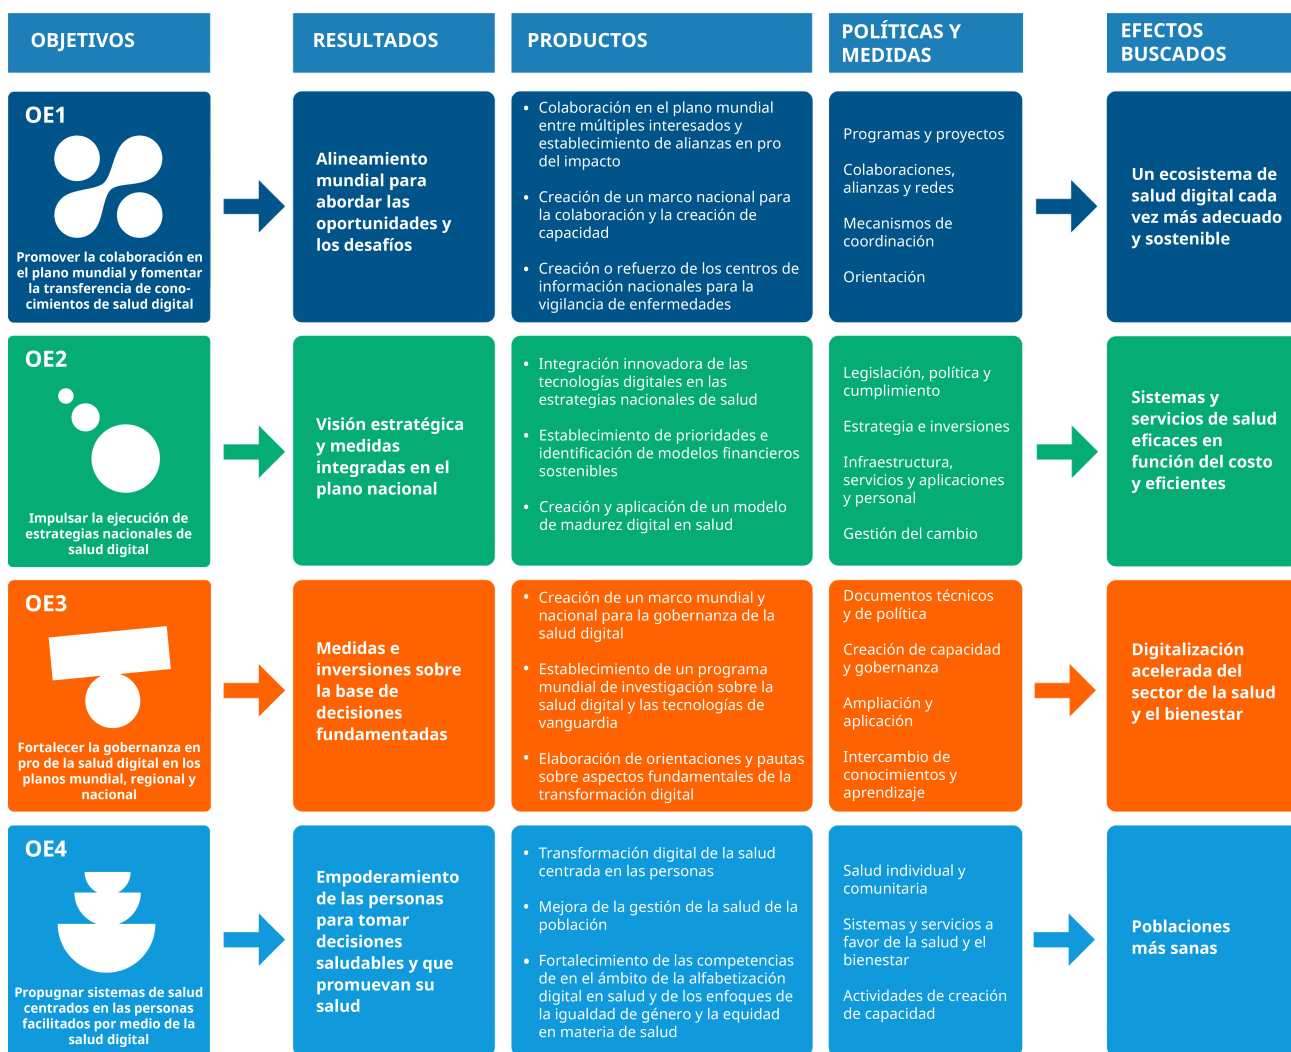 OBJETIVOS
RESULTADOS
PRODUCTOS
POLÍTICAS Y
MEDIDAS
EFECTOS
BUSCADOS
OE1
Promover la colaboración en
el plano mundial y fomentar
la transferencia de cono-
cimientos de salud digital
Alineamiento
mundial para
abordar las
oportunidades y
los desafíos
• Colaboración en el plano mundial
entre múltiples interesados y
establecimiento de alianzas en pro
del impacto
• Creación de un marco nacional para
la colaboración y la creación de
capacidad
• Creación o refuerzo de los centros de
información nacionales para la
vigilancia de enfermedades
Programas y proyectos
Colaboraciones,
alianzas y redes
Mecanismos de
coordinación
Orientación
Un ecosistema de
salud digital cada
vez más adecuado
y sostenible
OE2
Impulsar la ejecución de
estrategias nacionales de
salud digital
Visión estratégica
y medidas
integradas en el
plano nacional
• Integración innovadora de las
tecnologías digitales en las
estrategias nacionales de salud
• Establecimiento de prioridades e
identificación de modelos financieros
sostenibles
• Creación y aplicación de un modelo
de madurez digital en salud
Legislación, política y
cumplimiento
Estrategia e inversiones
Infraestructura,
servicios y aplicaciones
y personal
Gestión del cambio
Sistemas y
servicios de salud
eficaces en
función del costo
y eficientes
OE3
Fortalecer la gobernanza en
pro de la salud digital en los
planos mundial, regional y
nacional
Medidas e
inversiones sobre
la base de
decisiones
fundamentadas
• Creación de un marco mundial y
nacional para la gobernanza de la
salud digital
• Establecimiento de un programa
mundial de investigación sobre la
salud digital y las tecnologías de
vanguardia
• Elaboración de orientaciones y pautas
sobre aspectos fundamentales de la
transformación digital
Documentos técnicos
y de política
Creación de capacidad
y gobernanza
Ampliación y
aplicación
Intercambio de
conocimientos y
aprendizaje
Digitalización
acelerada del
sector de la salud
y el bienestar
OE4
Propugnar sistemas de salud
centrados en las personas
facilitados por medio de la
salud digital
Empoderamiento
de las personas
para tomar
decisiones
saludables y que
promuevan su
salud
• Transformación digital de la salud
centrada en las personas
• Mejora de la gestión de la salud de la
población
• Fortalecimiento de las competencias
de en el ámbito de la alfabetización
digital en salud y de los enfoques de
la igualdad de género y la equidad
en materia de salud
Salud individual y
comunitaria
Sistemas y servicios a
favor de la salud y el
bienestar
Actividades de creación
de capacidad
Poblaciones
más sanas